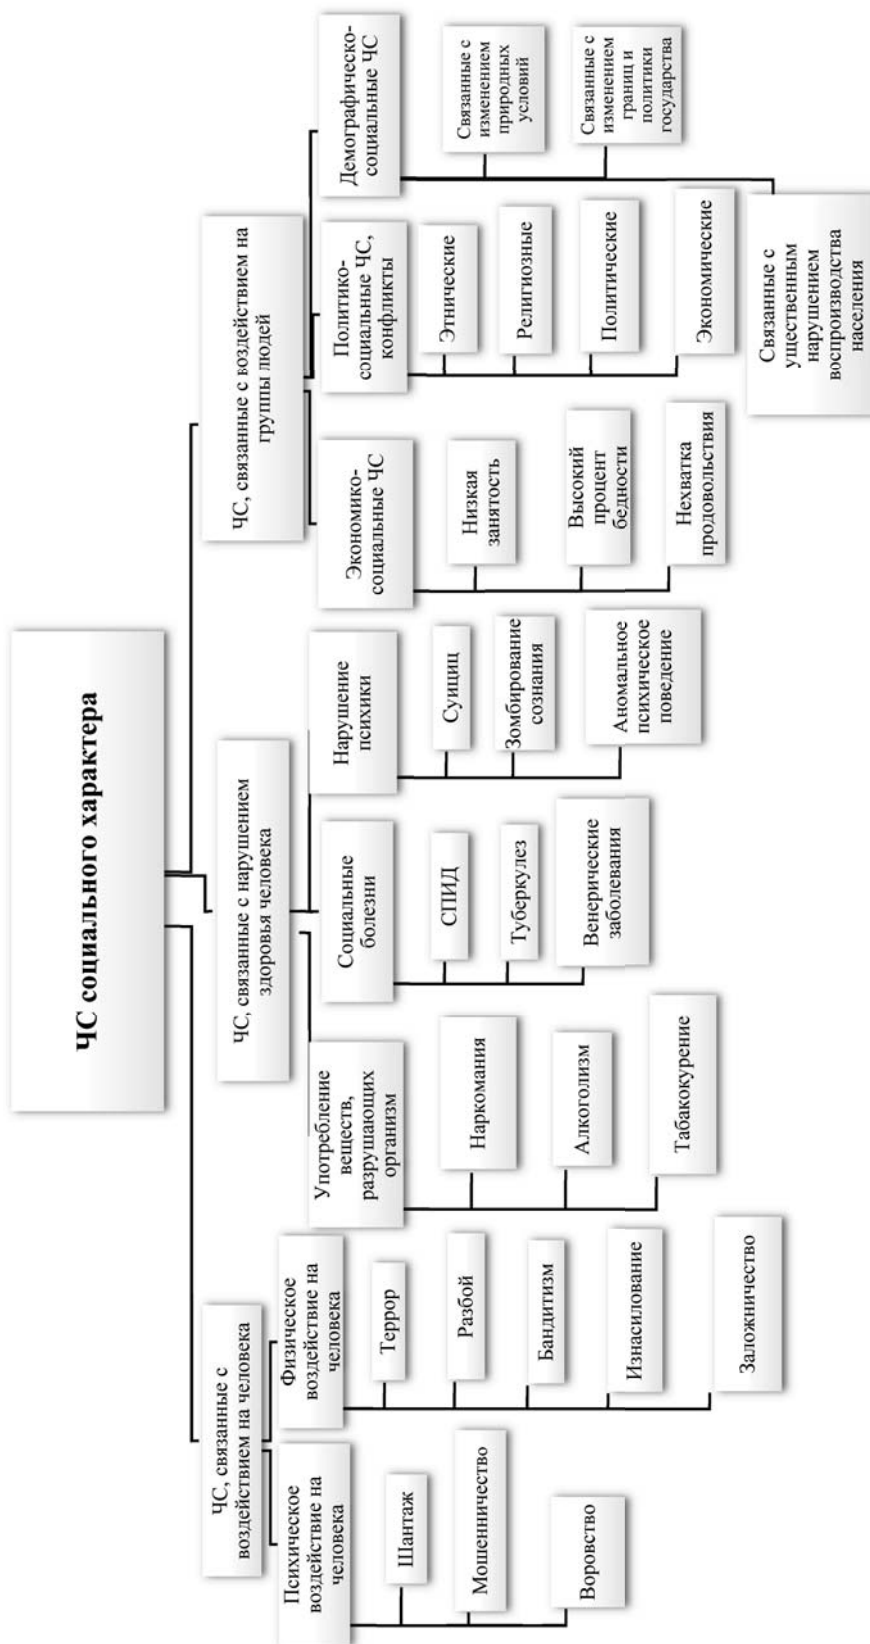 ЧС социального характера
ЧС, связанные с
воздействием на человека
Психическое
воздействие на
человека
Шантаж
Мошенничество
Воровство
Физическое
воздействие на
человека
Террор
Разбой
Бандитизм
Изнасилование
Заложничество
ЧС, связанные с нарушением
здоровья человека
Употребление
веществ,
разрушающих
организм
Наркомания
Алкоголизм
Табакокурение
Социальные
болезни
СПИД
Туберкулез
Венерические
заболевания
Нарушение
психики
Суициц
Зомбирование
сознания
Аномальное
психическое
поведение
ЧС, связанные с воздействием на
группы людей
Экономико-
социальные ЧС
Низкая
занятость
Высокий
процент
бедности
Нехватка
продовольствия
Политико-
социальные ЧС,
конфликты
Этнические
Религиозные
Политические
Экономические
Демографическо-
социальные ЧС
Связанные с
изменением
природных
условий
Связанные с
изменением
границ и
политики
государства
Связанные с
ущественным
нарушением
воспроизводства
населения